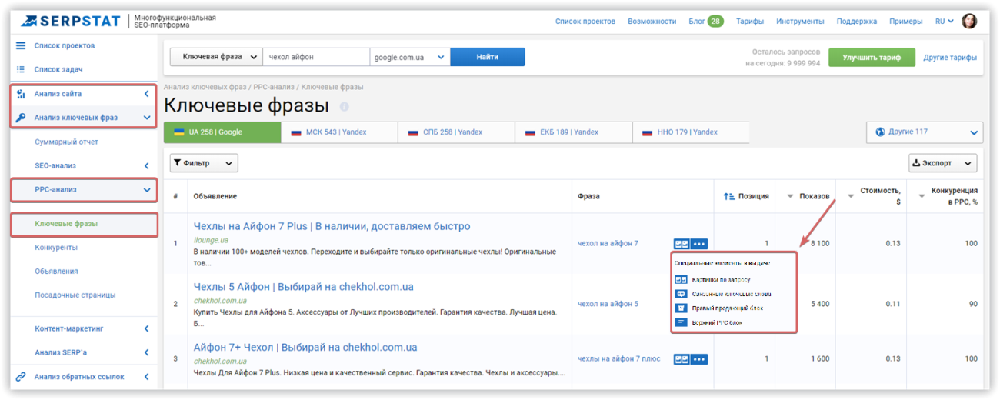 SERPSTAT
Многофункциональная
SEO-платформа
Список проектов Возможности Блог 28 Тарифы Инструменты Поддержка Примеры RU
Список проектов
Список задач
Анализ сайта
Анализ ключевых фраз
Суммарный отчет
SEO-анализ
PPC-анализ
Ключевые фразы
Конкуренты
Объявления
Посадочные страницы
Контент-маркетинг
Анализ SERP`a
Анализ обратных ссылок
Ключевая фраза чехол айфон google.com.ua Найти
Осталось запросов
на сегодня: 9 999 994
Улучшить тариф Другие тарифы
Анализ ключевых фраз / PPC-анализ / Ключевые фразы
Ключевые фразы
UA 258 | Google МСК 543 | Yandex СПБ 258 | Yandex ЕКБ 189 | Yandex ННО 179 | Yandex Другие 117
Фильтр Экспорт
# Объявление Фраза Позиция Показов Стоимость, $ Конкуренция в PPC, %
Чехлы на Айфон 7 Plus | В наличии, доставляем быстро
ilounge.ua
1 В наличии 100+ моделей чехлов. Переходите и выбирайте только оригинальные чехлы! Оригинальные
тов...
чехол на айфон 7 1 8 100 0.13 100
Специальные элементы в выдаче
Картинки по запросу
Связанные ключевые слова
Прямый продающий блок
Верхний PPC блок
Чехлы 5 Айфон | Выбирай на chekhol.com.ua
chekhol.com.ua
2 Купить Чехлы для Айфона 5. Аксессуары от Лучших производителей. Гарантия качества. Лучшая цена.
Б...
чехол на айфон 5 5 400 0.11 90
Айфон 7+ Чехол | Выбирай на chekhol.com.ua
chekhol.com.ua
3 Чехлы Для Айфон 7 Plus. Низкая цена и качественный сервис. Гарантия качества. Чехлы и аксессуары....
чехлы на айфон 7 плюс 1 1 600 0.13 100